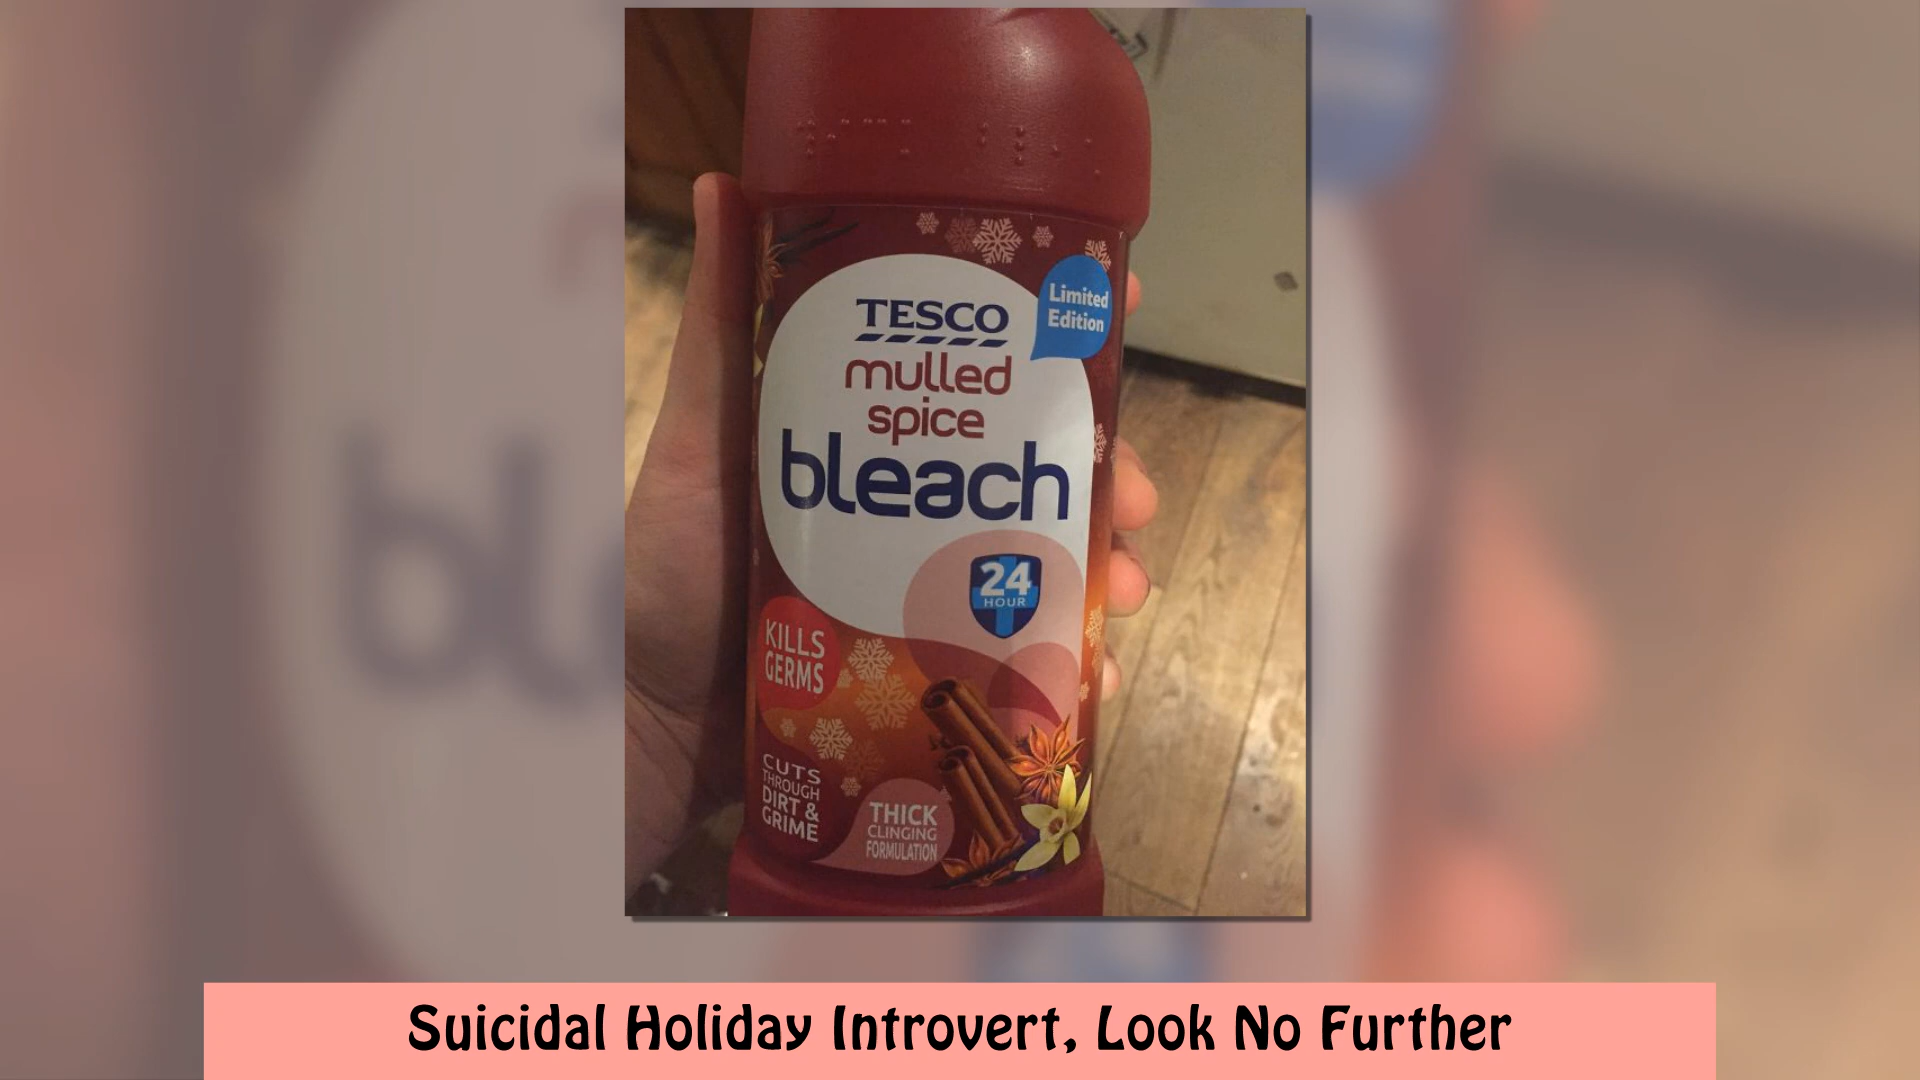 TESCO
Limited
Edition
mulled
spice
bleach
24
HOUR
KILLS
GERMS
CUTS
THROUGH
DIRT &
GRIME
THICK
CLINGING
FORMULATION
Suicidal Holiday Introvert, Look No Further